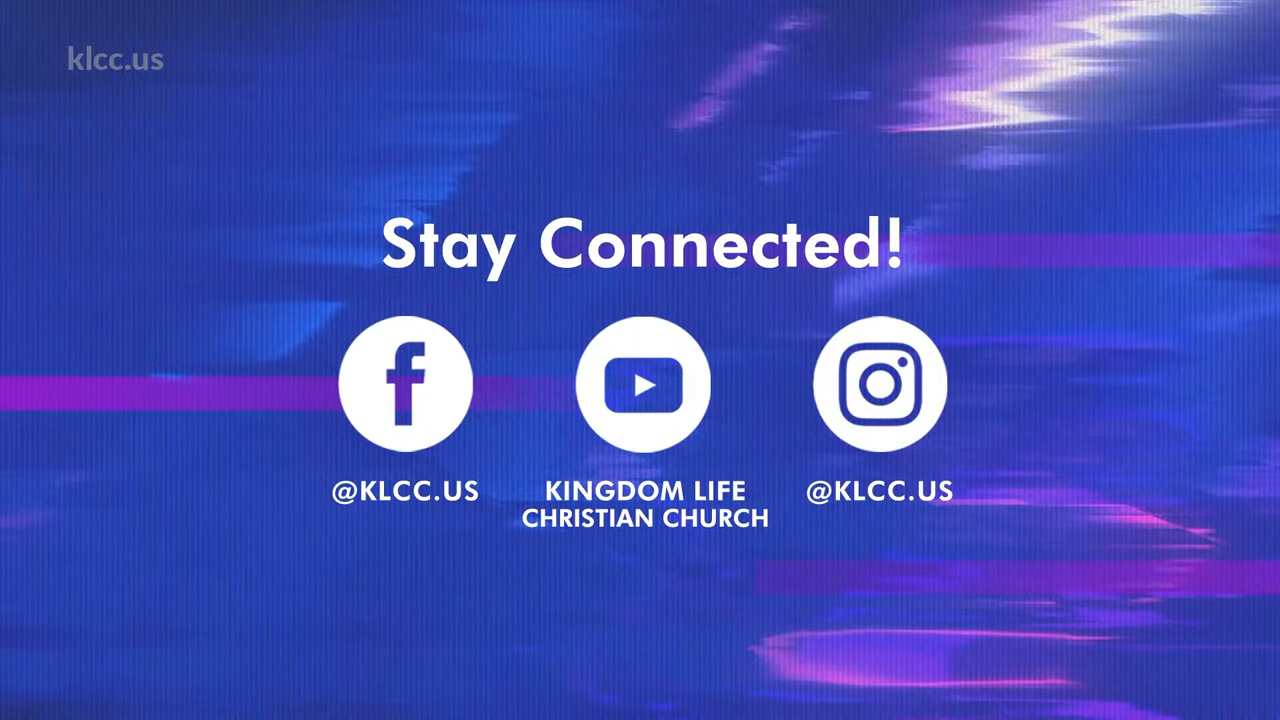 klcc.us
Stay Connected!
@KLCC.US
KINGDOM LIFE
CHRISTIAN CHURCH
@KLCC.US